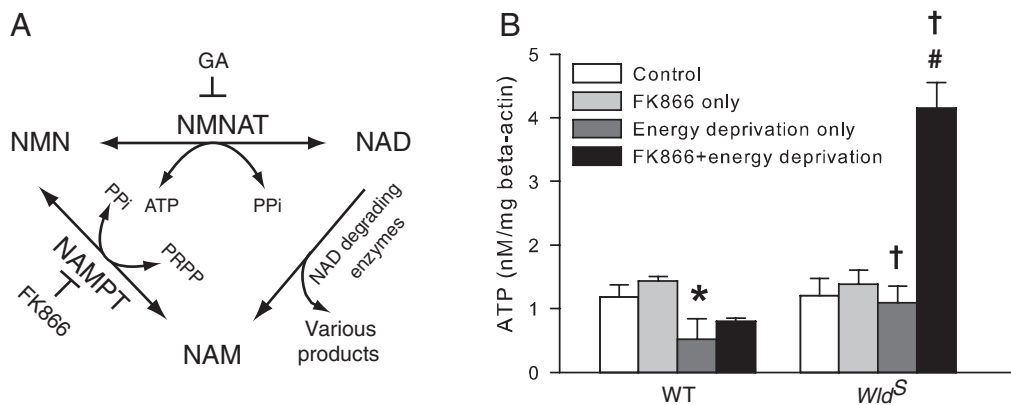 A
GA
NMNAT
NMN
NAD
PPi
ATP
PPi
PRPP
NAMPT
FK866
NAD degrading
enzymes
Various
products
NAM
B
ATP (nM/mg beta-actin)
5
4
3
2
1
0
Control
FK866 only
Energy deprivation only
FK866+energy deprivation
*
†
†
#
WT
Wld^S